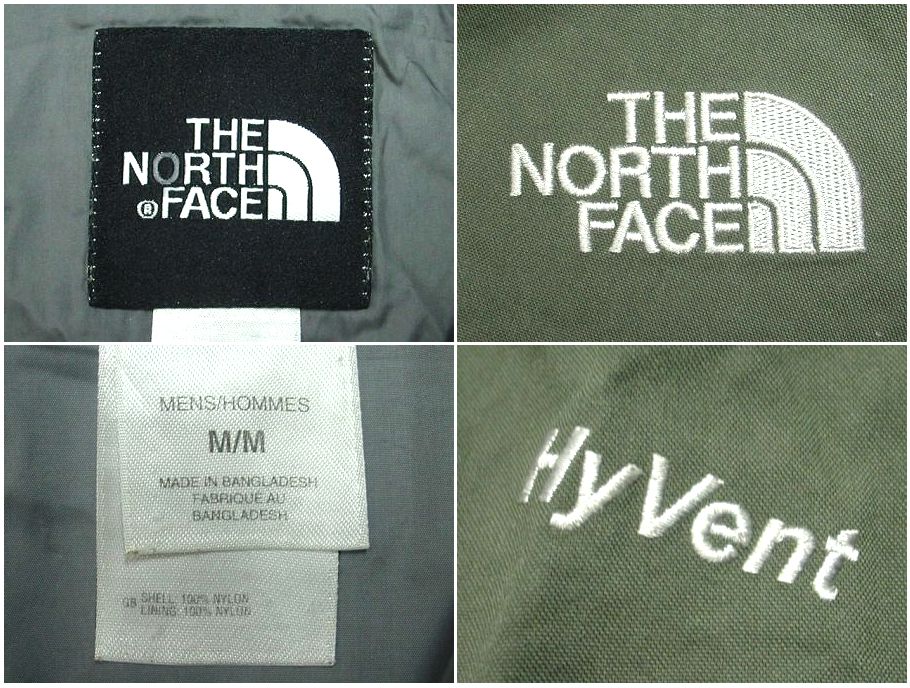 THE
NORTH
®FACE
THE
NORTH
FACE
MENS/HOMMES
M/M
MADE IN BANGLADESH
FABRIQUE AU
BANGLADESH
GB SHELL: 100% NYLON
LINING: 100% NYLON
HyVent